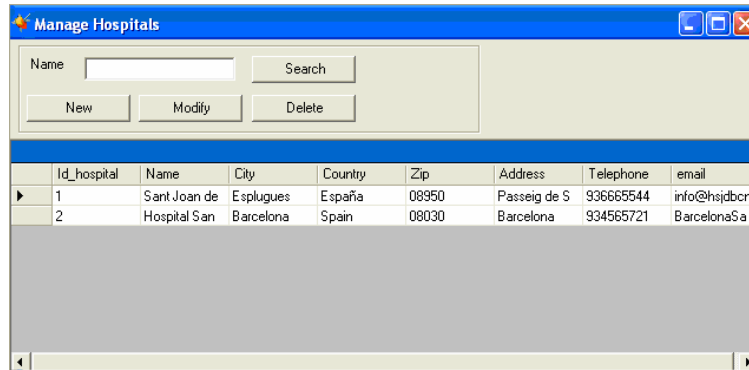 Manage Hospitals
Name Search
New Modify Delete
Id_hospital Name City Country Zip Address Telephone email
1 Sant Joan de Esplugues España 08950 Passeig de S 936665544 info@hsjdbcr
2 Hospital San Barcelona Spain 08030 Barcelona 934565721 BarcelonaSa